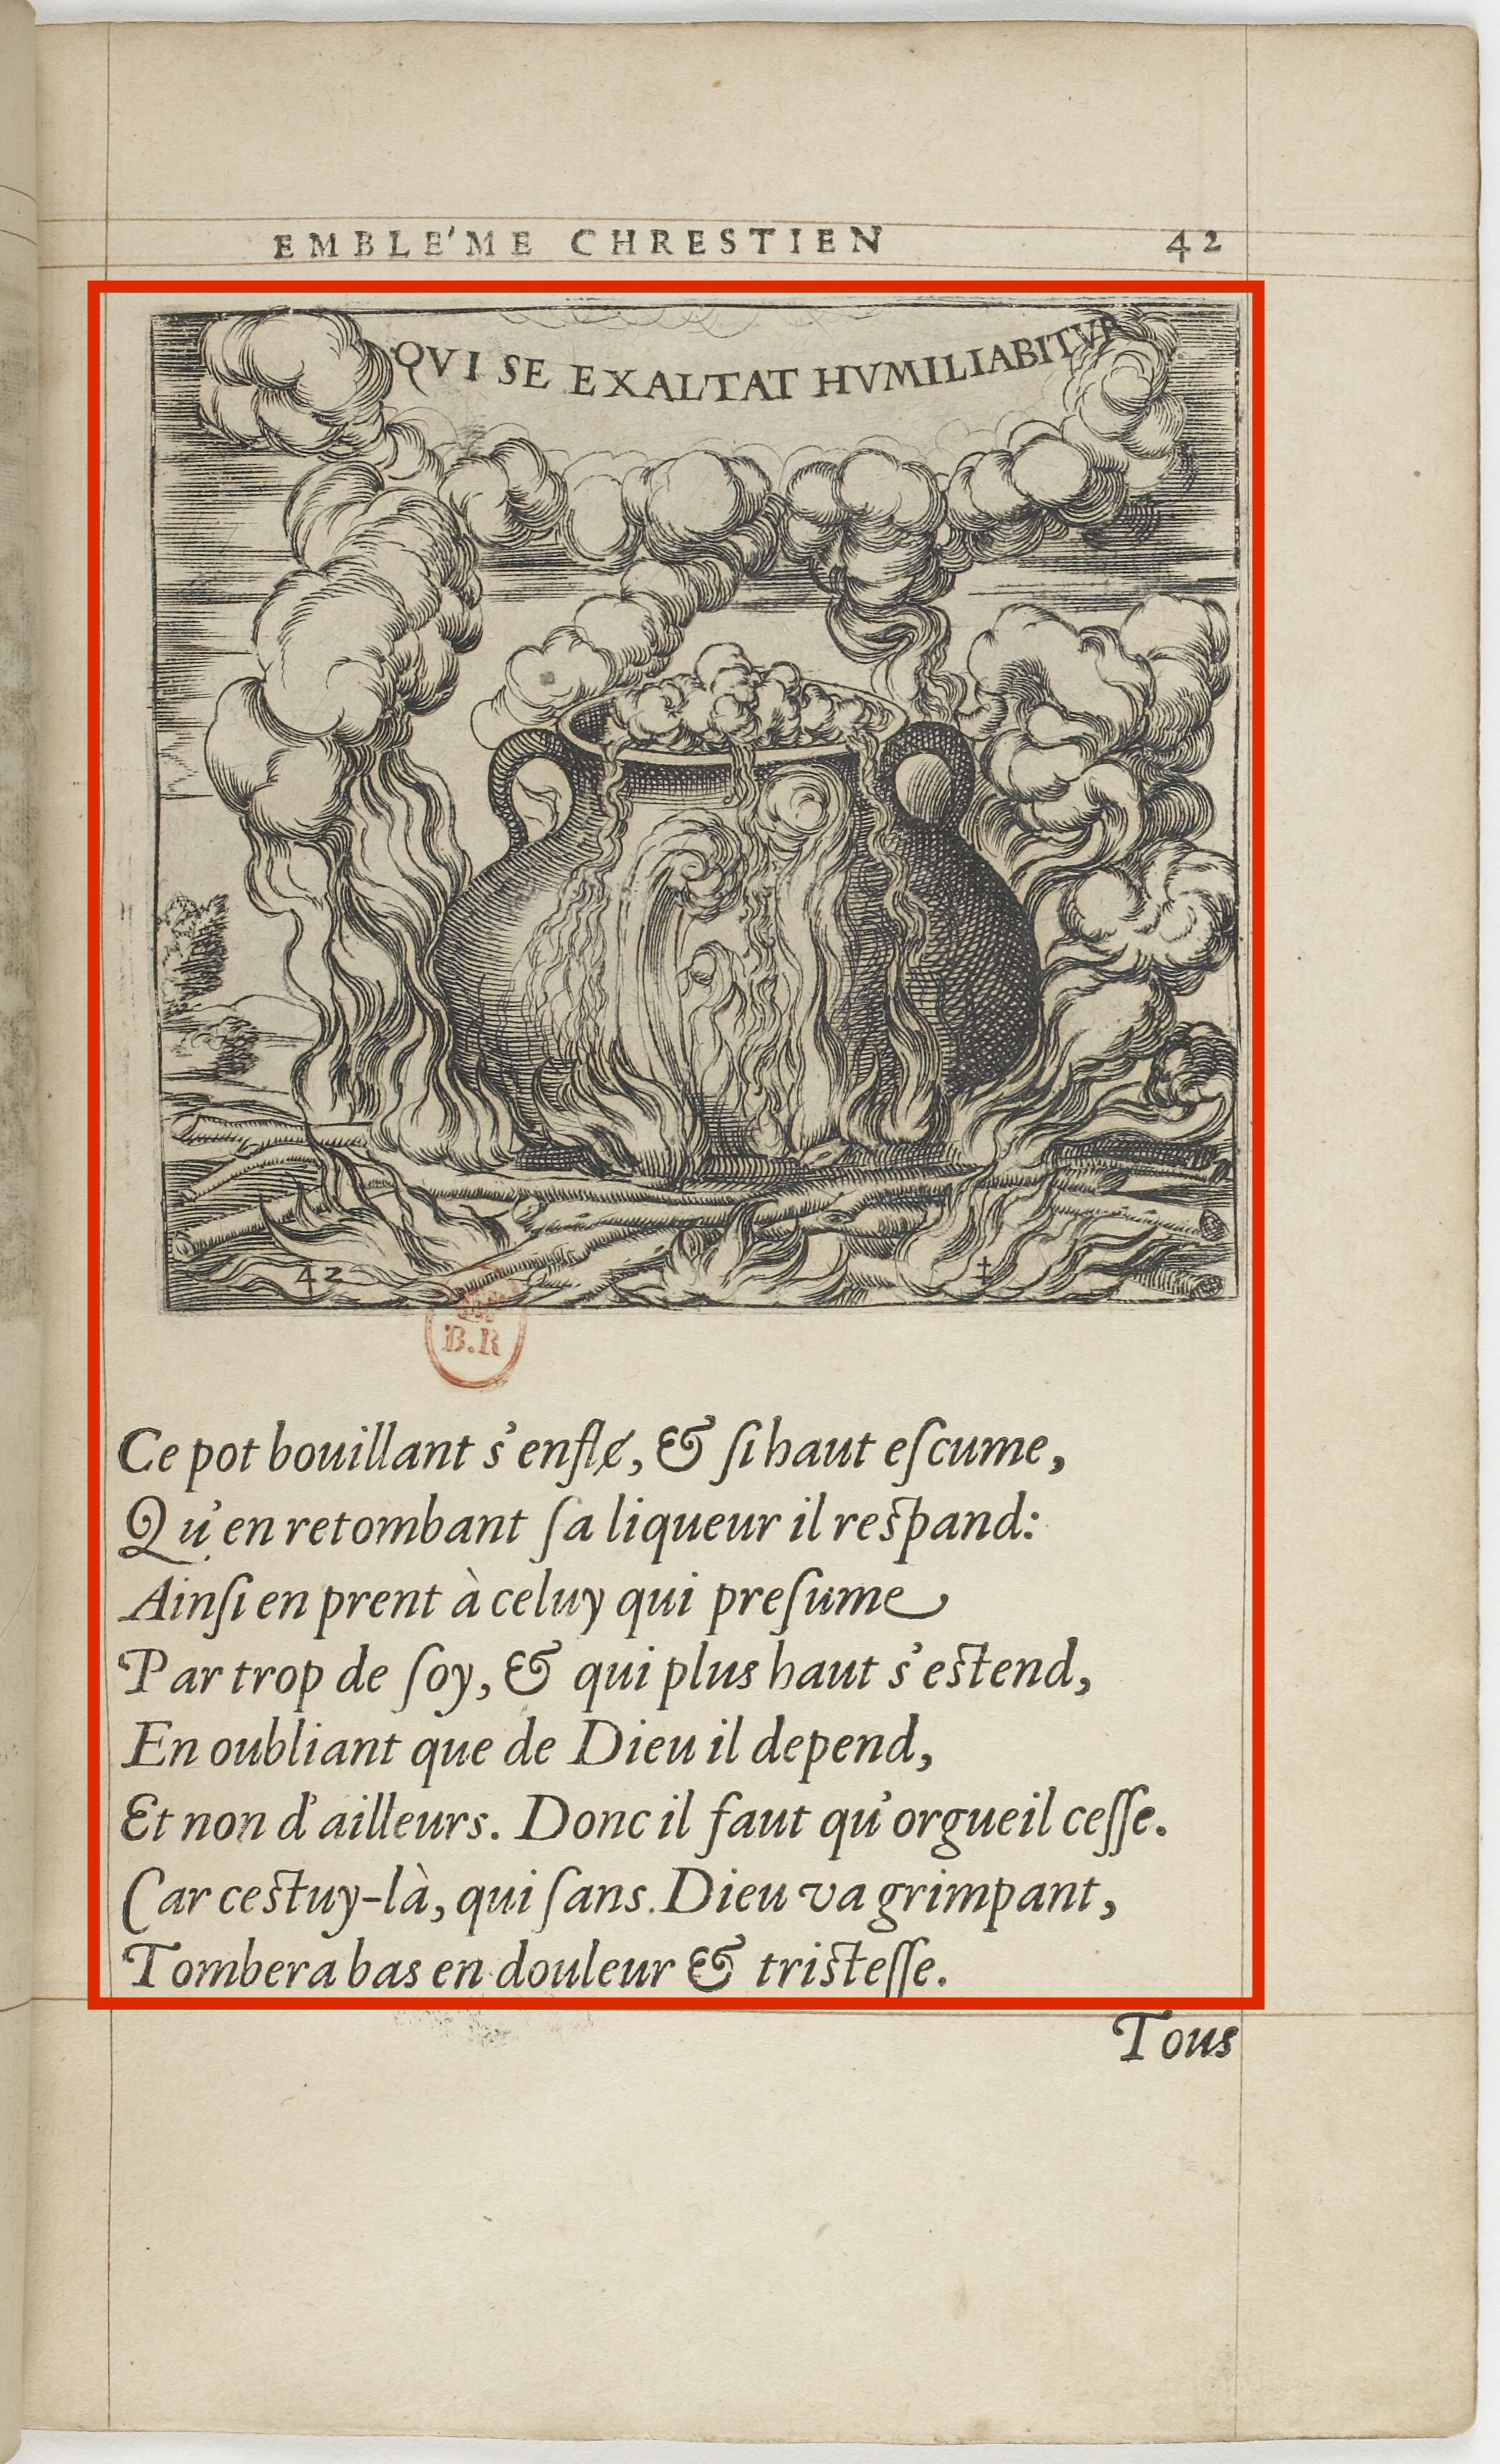 EMBLE'ME CHRESTIEN 42
QVI SE EXALTAT HVMILIABITVR
42 ‡
B.R
Ce pot bouillant s'enflɇ, & ſi haut eſcume,
Qu'en retombant ſa liqueur il reſpand:
Ainſi en prent à celuy qui preſume
Par trop de ſoy, & qui plus haut s'eſtend,
En oubliant que de Dieu il depend,
Et non d'ailleurs. Donc il faut qu'orgueil ceſſe.
Car ceſtuy-là, qui ſans Dieu va grimpant,
Tombera bas en douleur & triſteſſe.
Tous